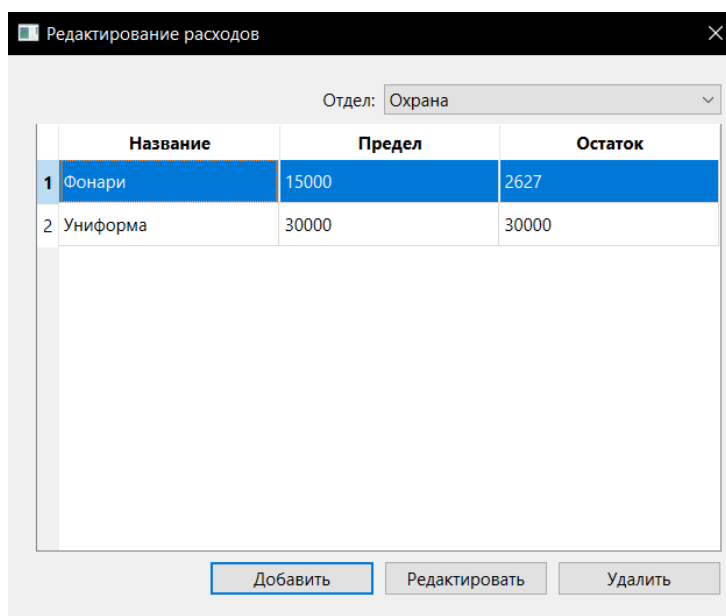 Редактирование расходов
Отдел: Охрана
Название Предел Остаток
1 Фонари 15000 2627
2 Униформа 30000 30000
Добавить Редактировать Удалить